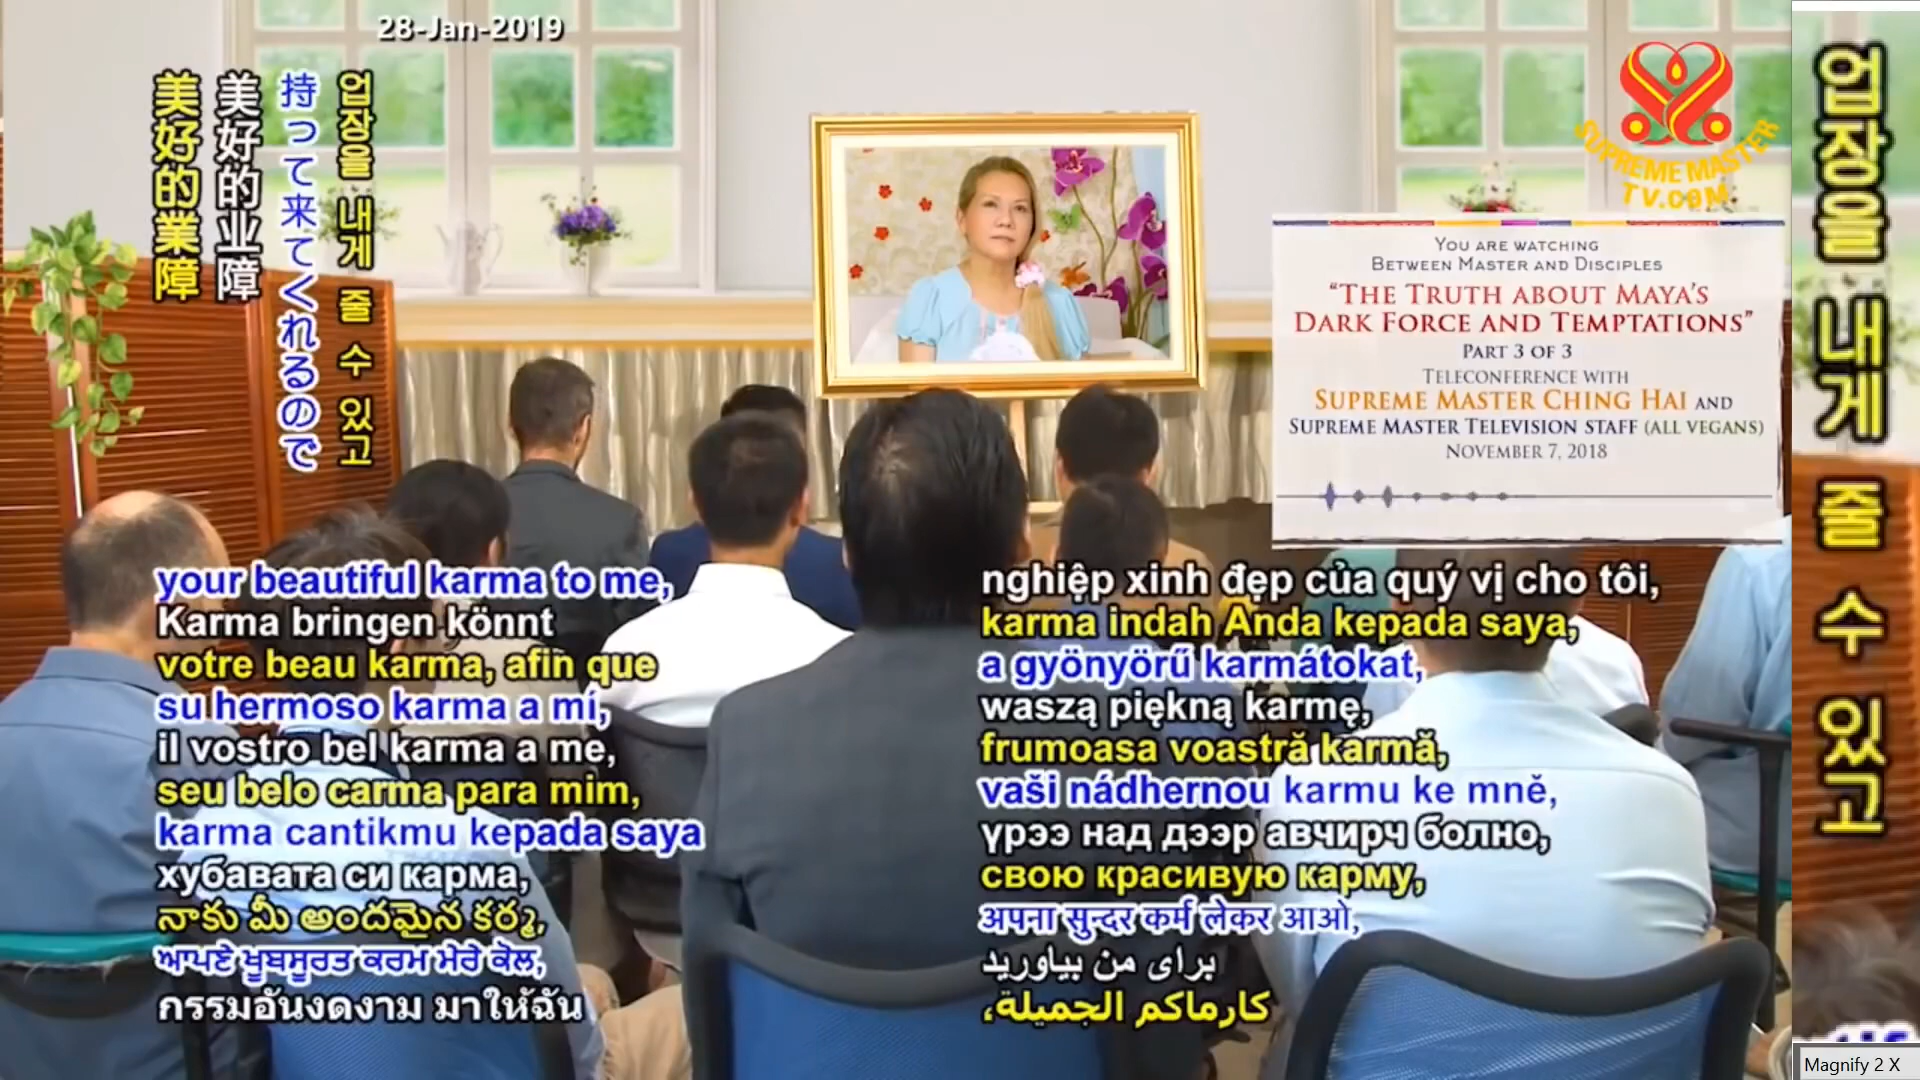 28-Jan-2019
업장을 내게 줄 수 있고
持って来てくれるので
美好的业障
美好的業障
SUPREME MASTER
TV.COM
YOU ARE WATCHING
BETWEEN MASTER AND DISCIPLES
“THE TRUTH ABOUT MAYA’S
DARK FORCE AND TEMPTATIONS”
PART 3 OF 3
TELECONFERENCE WITH
SUPREME MASTER CHING HAI AND
SUPREME MASTER TELEVISION STAFF (ALL VEGANS)
NOVEMBER 7, 2018
your beautiful karma to me,
Karma bringen könnt
votre beau karma, afin que
su hermoso karma a mí,
il vostro bel karma a me,
seu belo carma para mim,
karma cantikmu kepada saya
хубавата си карма,
నాకు మీ అందమైన కర్మ,
ਆਪਣੇ ਖੂਬਸੂਰਤ ਕਰਮ ਮੇਰੇ ਕੋਲ,
กรรมอันงดงาม มาให้ฉัน
nghiệp xinh đẹp của quý vị cho tôi,
karma indah Anda kepada saya,
a gyönyörű karmátokat,
waszą piękną karmę,
frumoasa voastră karmă,
vaši nádhernou karmu ke mně,
үрээ над дээр авчирч болно,
свою красивую карму,
अपना सुन्दर कर्म लेकर आओ,
برای من بیاورید
كارماكم الجميلة،
업장을 내게 줄 수 있고
Magnify 2 X